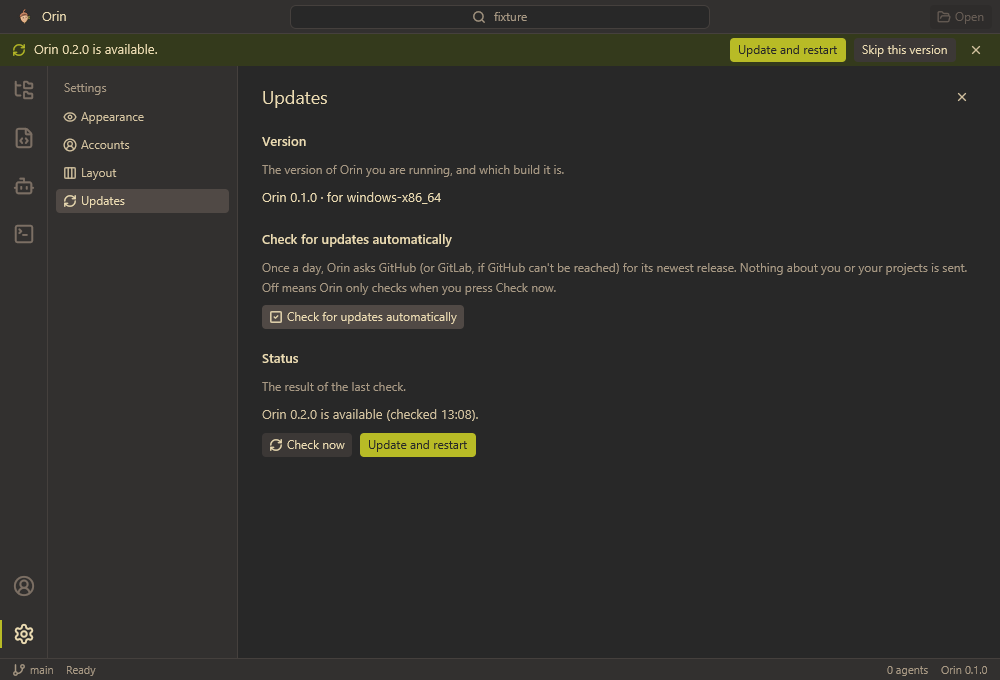 Orin
fixture
Open
Orin 0.2.0 is available.
Update and restart
Skip this version
Settings
Appearance
Accounts
Layout
Updates
Updates
Version
The version of Orin you are running, and which build it is.
Orin 0.1.0 · for windows-x86_64
Check for updates automatically
Once a day, Orin asks GitHub (or GitLab, if GitHub can't be reached) for its newest release. Nothing about you or your projects is sent.
Off means Orin only checks when you press Check now.
Check for updates automatically
Status
The result of the last check.
Orin 0.2.0 is available (checked 13:08).
Check now
Update and restart
main
Ready
0 agents
Orin 0.1.0